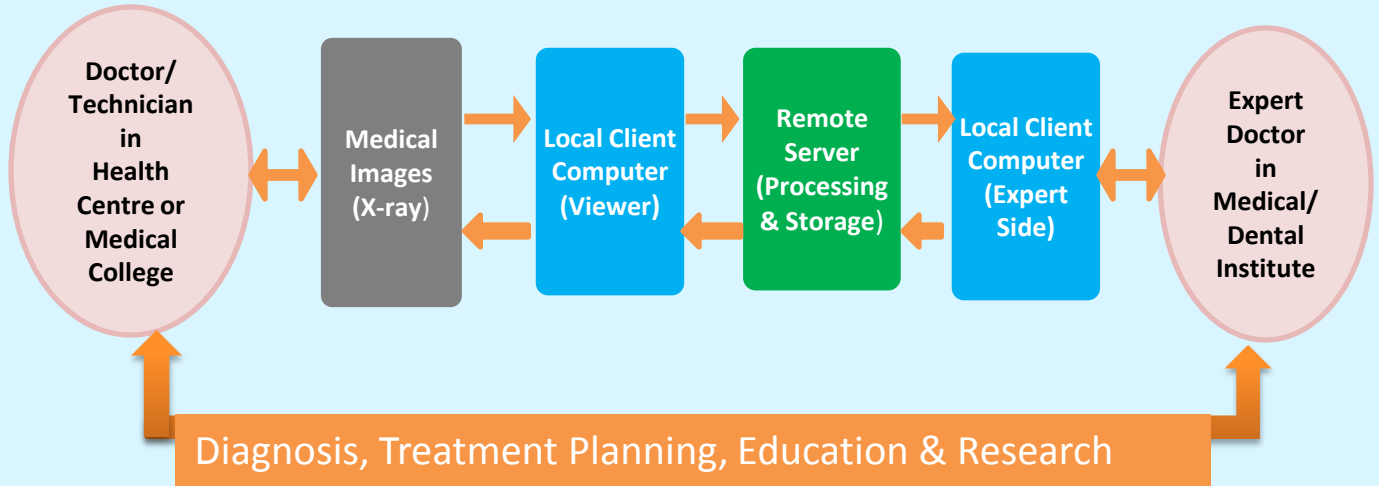 Doctor/
Technician
in
Health
Centre or
Medical
College
Medical
Images
(X-ray)
Local Client
Computer
(Viewer)
Remote
Server
(Processing
& Storage)
Local Client
Computer
(Expert
Side)
Expert
Doctor
in
Medical/
Dental
Institute
Diagnosis, Treatment Planning, Education & Research